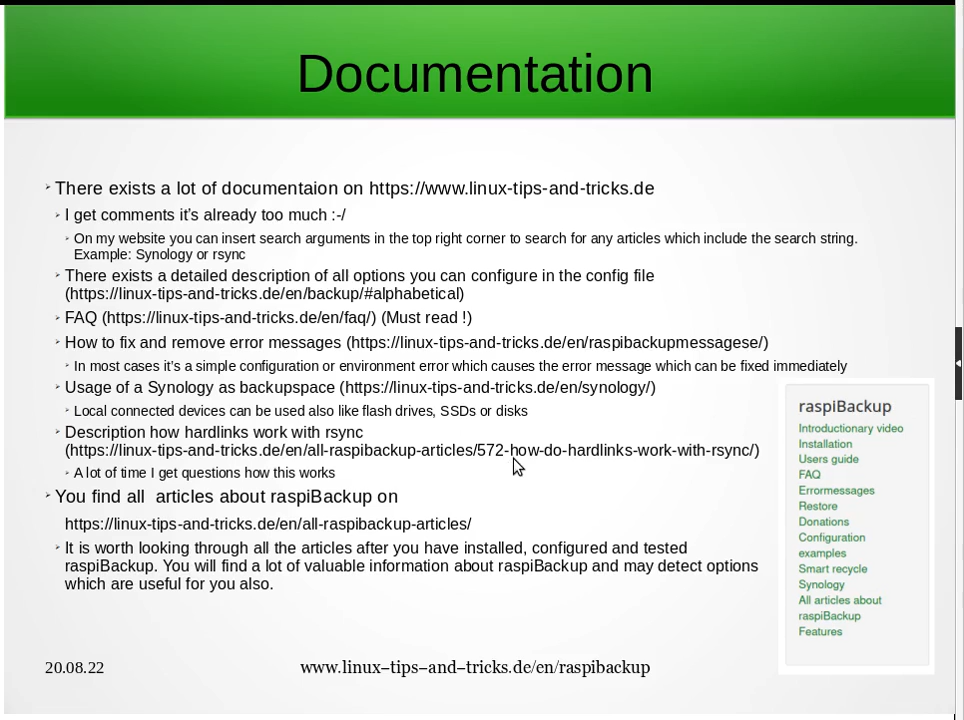 Documentation
There exists a lot of documentaion on https://www.linux-tips-and-tricks.de
I get comments it's already too much :-/
On my website you can insert search arguments in the top right corner to search for any articles which include the search string.
Example: Synology or rsync
There exists a detailed description of all options you can configure in the config file
(https://linux-tips-and-tricks.de/en/backup/#alphabetical)
FAQ (https://linux-tips-and-tricks.de/en/faq/) (Must read !)
How to fix and remove error messages (https://linux-tips-and-tricks.de/en/raspibackupmessagese/)
In most cases it's a simple configuration or environment error which causes the error message which can be fixed immediately
Usage of a Synology as backupspace (https://linux-tips-and-tricks.de/en/synology/)
Local connected devices can be used also like flash drives, SSDs or disks
Description how hardlinks work with rsync
(https://linux-tips-and-tricks.de/en/all-raspibackup-articles/572-how-do-hardlinks-work-with-rsync/)
A lot of time I get questions how this works
You find all  articles about raspiBackup on
https://linux-tips-and-tricks.de/en/all-raspibackup-articles/
It is worth looking through all the articles after you have installed, configured and tested
raspiBackup. You will find a lot of valuable information about raspiBackup and may detect options
which are useful for you also.
raspiBackup
Introductionary video
Installation
Users guide
FAQ
Errormessages
Restore
Donations
Configuration
examples
Smart recycle
Synology
All articles about
raspiBackup
Features
20.08.22
www.linux–tips–and–tricks.de/en/raspibackup